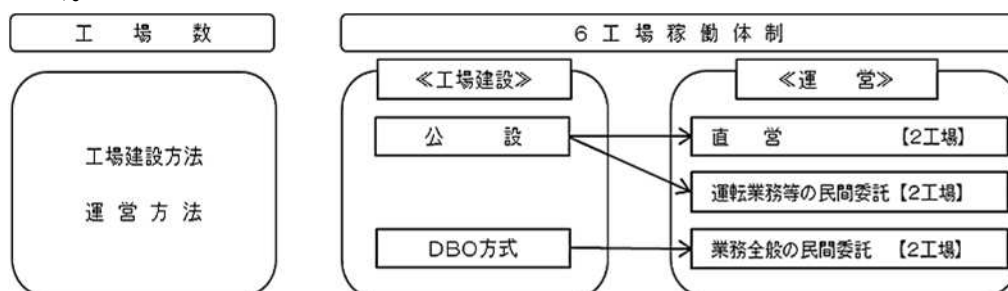 工場数
6工場稼働体制
工場建設方法
運営方法
≪工場建設≫
公設
DBO方式
≪運営≫
直営 【2工場】
運転業務等の民間委託【2工場】
業務全般の民間委託 【2工場】